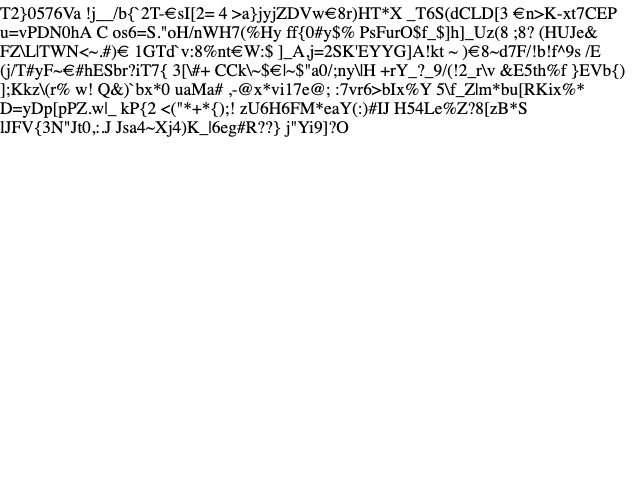 T2}0576Va !j__/b{`2T-€sI[2= 4 >a}jyjZDVw€8r)HT*X _T6S(dCLD[3 €n>K-xt7CEP
u=vPDN0hA C os6=S."oH/nWH7(%Hy ff{0#y$% PsFurO$f_$]h]_Uz(8 ;8? (HUJe&
FZ\L|TWN<~.#)€ 1GTd`v:8%nt€W:$ ]_A,j=2SK'EYYG]A!kt ~ )€8~d7F/!b!f^9s /E
(j/T#yF~€#hESbr?iT7{ 3[\#+ CCk\~$€|~$"a0/;ny\|H +rY_?_9/(!2_r\v &E5th%f }EVb{)
];Kkz\(r% w! Q&)`bx*0 uaMa# ,-@x*vi17e@; :7vr6>bIx%Y 5\f_Z|m*bu[RKix%*
D=yDp[pPZ.w|_ kP{2 <("*+*{);! zU6H6FM*eaY(:)#IJ H54Le%Z?8[zB*S
lJFV{3N"Jt0,:.J Jsa4~Xj4)K_|6eg#R??} j"Yi9]?O